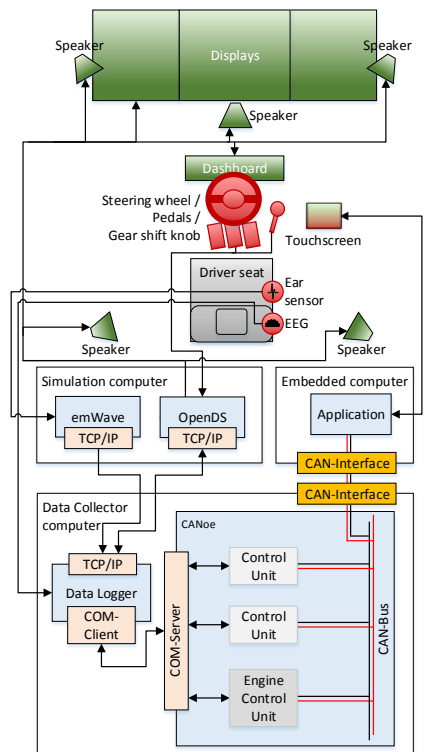 Speaker
Speaker
Displays
Speaker
Dashboard
Steering wheel /
Pedals /
Gear shift knob
Touchscreen
Driver seat
Ear
sensor
EEG
Speaker
Speaker
Simulation computer
Embedded computer
emWave
OpenDS
Application
TCP/IP
TCP/IP
CAN-Interface
CAN-Interface
Data Collector
computer
CANoe
TCP/IP
Data Logger
COM-
Client
COM-Server
Control
Unit
Control
Unit
Engine
Control
Unit
CAN-Bus